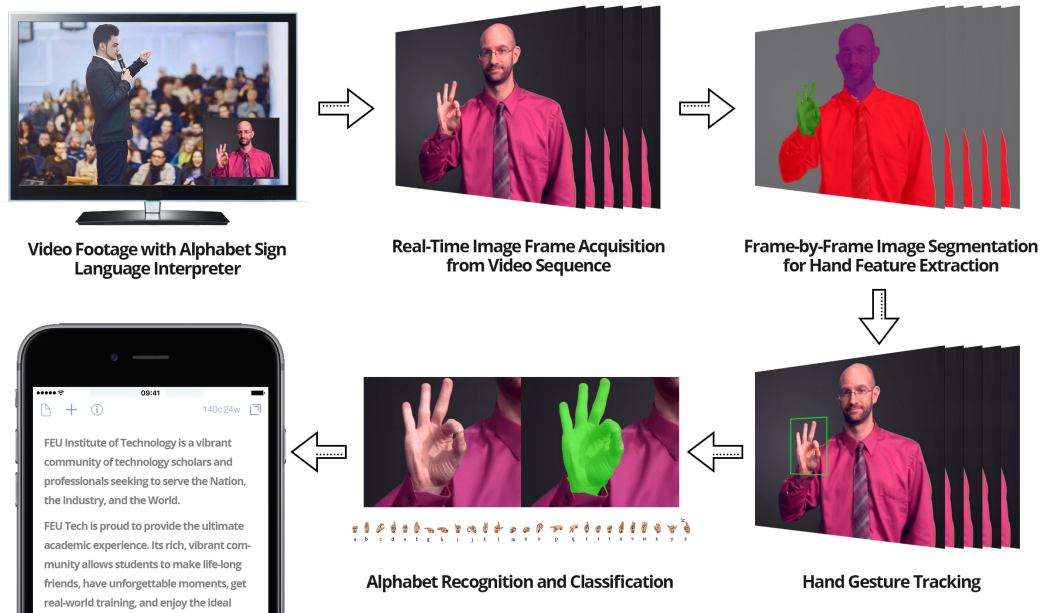 Video Footage with Alphabet Sign
Language Interpreter
Real-Time Image Frame Acquisition
from Video Sequence
Frame-by-Frame Image Segmentation
for Hand Feature Extraction
Hand Gesture Tracking
a b c d e f g h i j k l m n o p q r s t u v w x y z
Alphabet Recognition and Classification
09:41
140c 24w
FEU Institute of Technology is a vibrant
community of technology scholars and
professionals seeking to serve the Nation,
the Industry, and the World.
FEU Tech is proud to provide the ultimate
academic experience. Its rich, vibrant com-
munity allows students to make life-long
friends, have unforgettable moments, get
real-world training, and enjoy the ideal